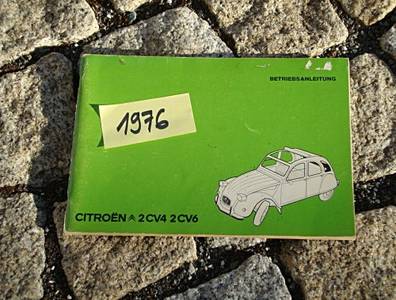 BETRIEBSANLEITUNG
1976
CITROËN 2CV4 2CV6